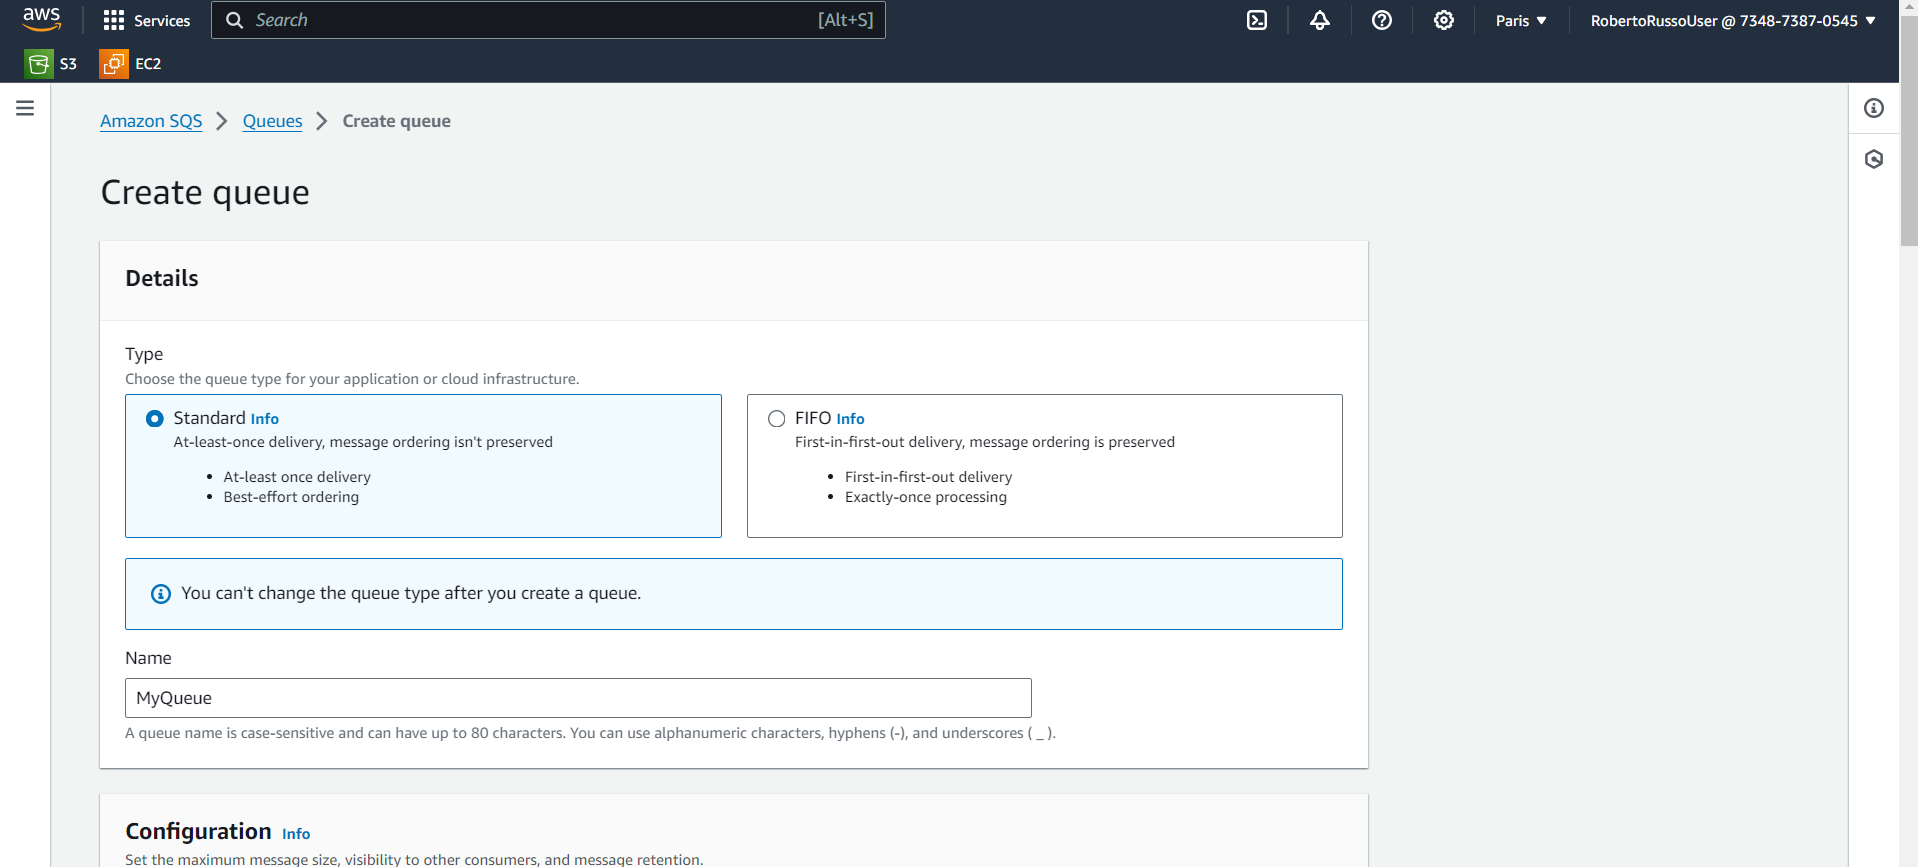 aws Services Search [Alt+S] Paris ▼ RobertoRussoUser @ 7348-7387-0545 ▼
S3 EC2
Amazon SQS > Queues > Create queue
Create queue
Details
Type
Choose the queue type for your application or cloud infrastructure.
Standard Info
At-least-once delivery, message ordering isn't preserved
• At-least once delivery
• Best-effort ordering
FIFO Info
First-in-first-out delivery, message ordering is preserved
• First-in-first-out delivery
• Exactly-once processing
You can't change the queue type after you create a queue.
Name
MyQueue
A queue name is case-sensitive and can have up to 80 characters. You can use alphanumeric characters, hyphens (-), and underscores ( _ ).
Configuration Info
Set the maximum message size, visibility to other consumers, and message retention.